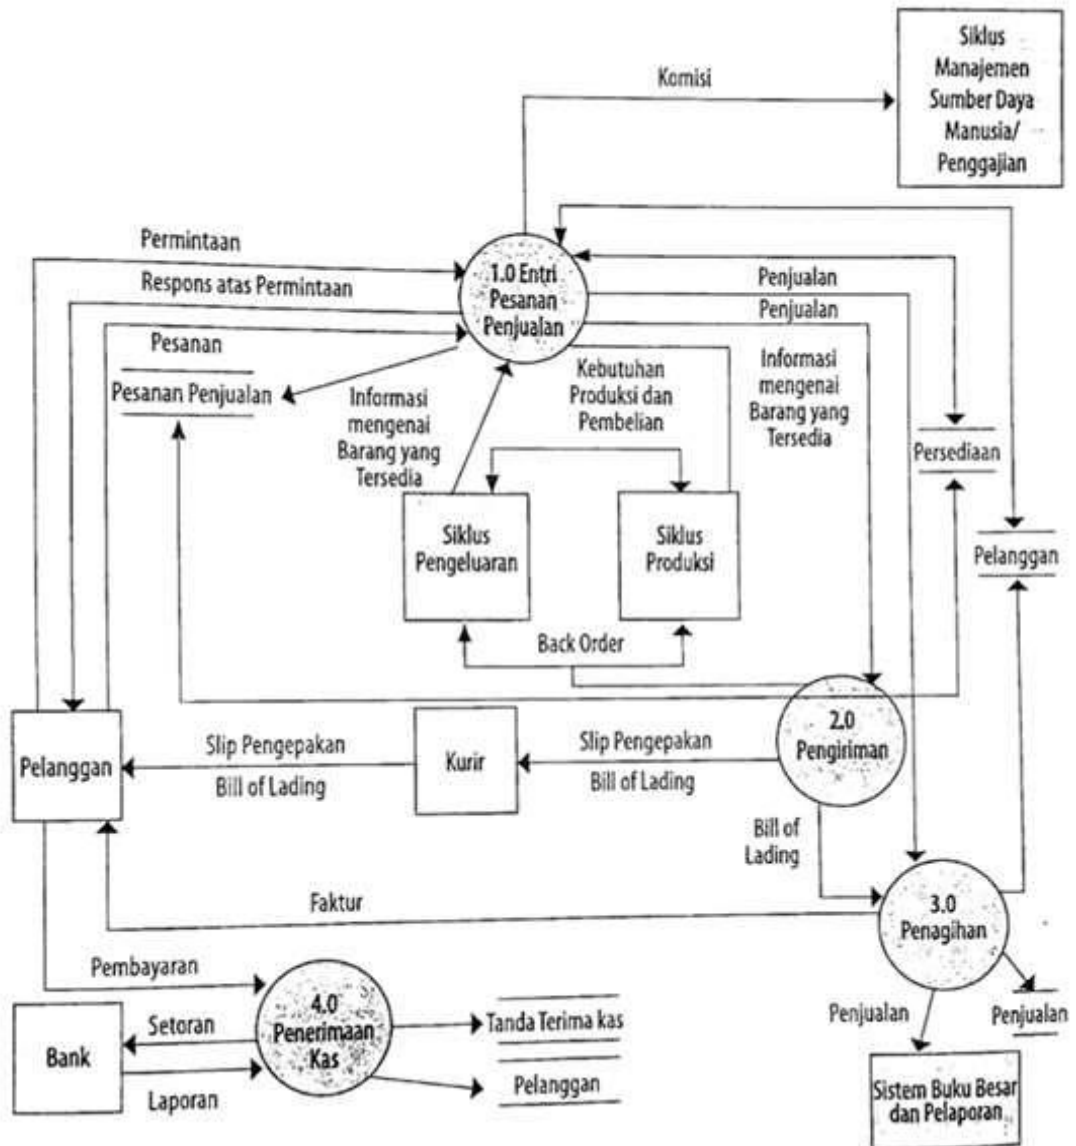 Siklus
Manajemen
Sumber Daya
Manusia/
Penggajian
Komisi
Permintaan
Respons atas Permintaan
Pesanan
Pesanan Penjualan
1.0 Entri
Pesanan
Penjualan
Penjualan
Penjualan
Informasi
mengenai
Barang yang
Tersedia
Kebutuhan
Produksi dan
Pembelian
Informasi
mengenai
Barang yang
Tersedia
Persediaan
Pelanggan
Siklus
Pengeluaran
Siklus
Produksi
Back Order
Pelanggan
Slip Pengepakan
Bill of Lading
Kurir
Slip Pengepakan
Bill of Lading
2.0
Pengiriman
Bill of
Lading
Faktur
3.0
Penagihan
Pembayaran
Bank
Setoran
Laporan
4.0
Penerimaan
Kas
Tanda Terima kas
Pelanggan
Penjualan
Penjualan
Sistem Buku Besar
dan Pelaporan